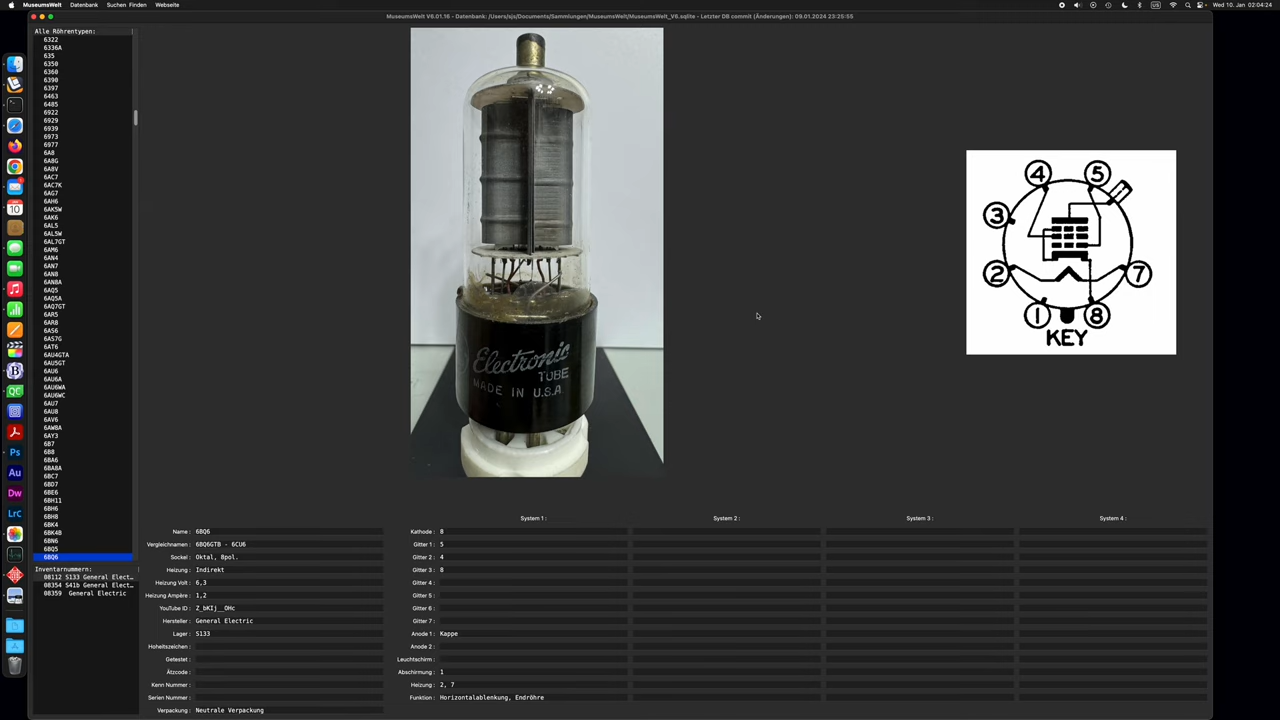 MuseumsWelt Datenbank Suchen Finden Webseite
Wed 10. Jan. 02:04:24
MuseumsWelt V6.01.16 - Datenbank: /Users/sjs/Documents/Sammlungen/MuseumsWelt/MuseumsWelt_V6.sqlite - Letzter DB commit (Änderungen): 09.01.2024 23:25:55
Alle Röhrentypen:
6322
6336A
635
6350
6360
6390
6397
6463
6485
6922
6929
6939
6973
6977
6A8
6A8G
6A8V
6AC7
6AC7K
6AG7
6AH6
6AK5W
6AK6
6AL5
6AL5W
6AL7GT
6AM6
6AN4
6AN7
6AN8
6AN8A
6AQ5
6AQ5A
6AQ7GT
6AR5
6AR8
6AS6
6AS7G
6AT6
6AU4GTA
6AU5GT
6AU6
6AU6A
6AU6WA
6AU6WC
6AU7
6AU8
6AV6
6AW8A
6AY3
6B7
6B8
6BA6
6BA8A
6BC7
6BD7
6BE6
6BH11
6BH6
6BH8
6BK4
6BK4B
6BN6
6BQ5
6BQ6
Inventarnummern:
08112 S133 General Elect…
08354 S41b General Elect…
08359 General Electric
Electronic
TUBE
MADE IN U.S.A.
4 5
3
2 7
1 8
KEY
System 1 : System 2 : System 3 : System 4 :
Name : 6BQ6
Vergleichnamen : 6BQ6GTB - 6CU6
Sockel : Oktal, 8pol.
Heizung : Indirekt
Heizung Volt : 6,3
Heizung Ampère : 1,2
YouTube ID : Z_bKIj__OHc
Hersteller : General Electric
Lager : S133
Hoheitszeichen :
Getestet :
Ätzcode :
Kenn Nummer :
Serien Nummer :
Verpackung : Neutrale Verpackung
Kathode : 8
Gitter 1 : 5
Gitter 2 : 4
Gitter 3 : 8
Gitter 4 :
Gitter 5 :
Gitter 6 :
Gitter 7 :
Anode 1 : Kappe
Anode 2 :
Leuchtschirm :
Abschirmung : 1
Heizung : 2, 7
Funktion : Horizontalablenkung, Endröhre